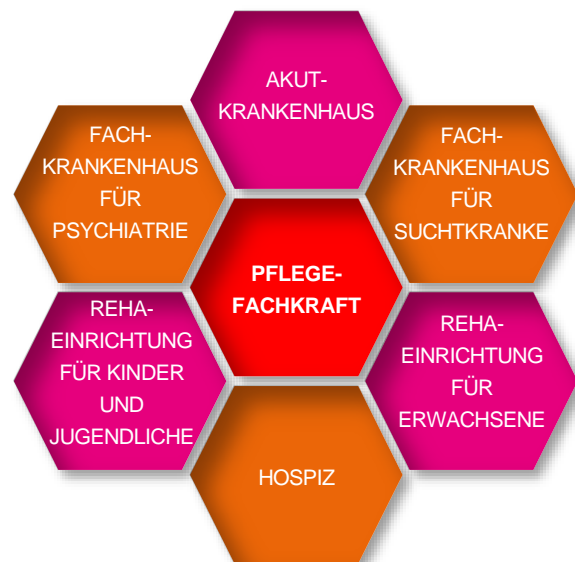 AKUT-
KRANKENHAUS
FACH-
KRANKENHAUS
FÜR
PSYCHIATRIE
FACH-
KRANKENHAUS
FÜR
SUCHTKRANKE
PFLEGE-
FACHKRAFT
REHA-
EINRICHTUNG
FÜR KINDER
UND
JUGENDLICHE
REHA-
EINRICHTUNG
FÜR
ERWACHSENE
HOSPIZ